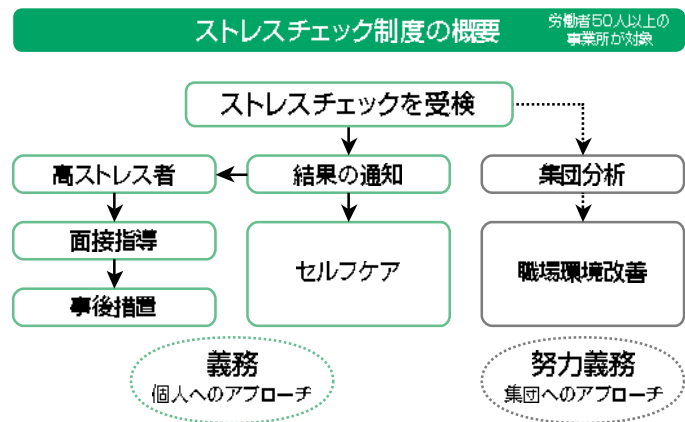 ストレスチェック制度の概要
労働者50人以上の
事業所が対象
ストレスチェックを受検
高ストレス者
結果の通知
集団分析
面接指導
セルフケア
職場環境改善
事後措置
義務
個人へのアプローチ
努力義務
集団へのアプローチ